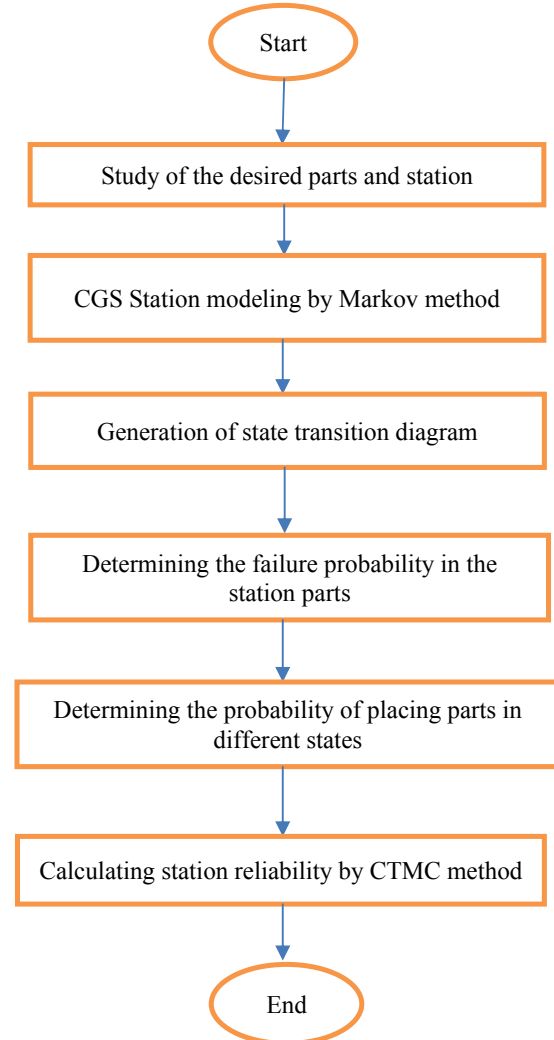 Start
Study of the desired parts and station
CGS Station modeling by Markov method
Generation of state transition diagram
Determining the failure probability in the
station parts
Determining the probability of placing parts in
different states
Calculating station reliability by CTMC method
End